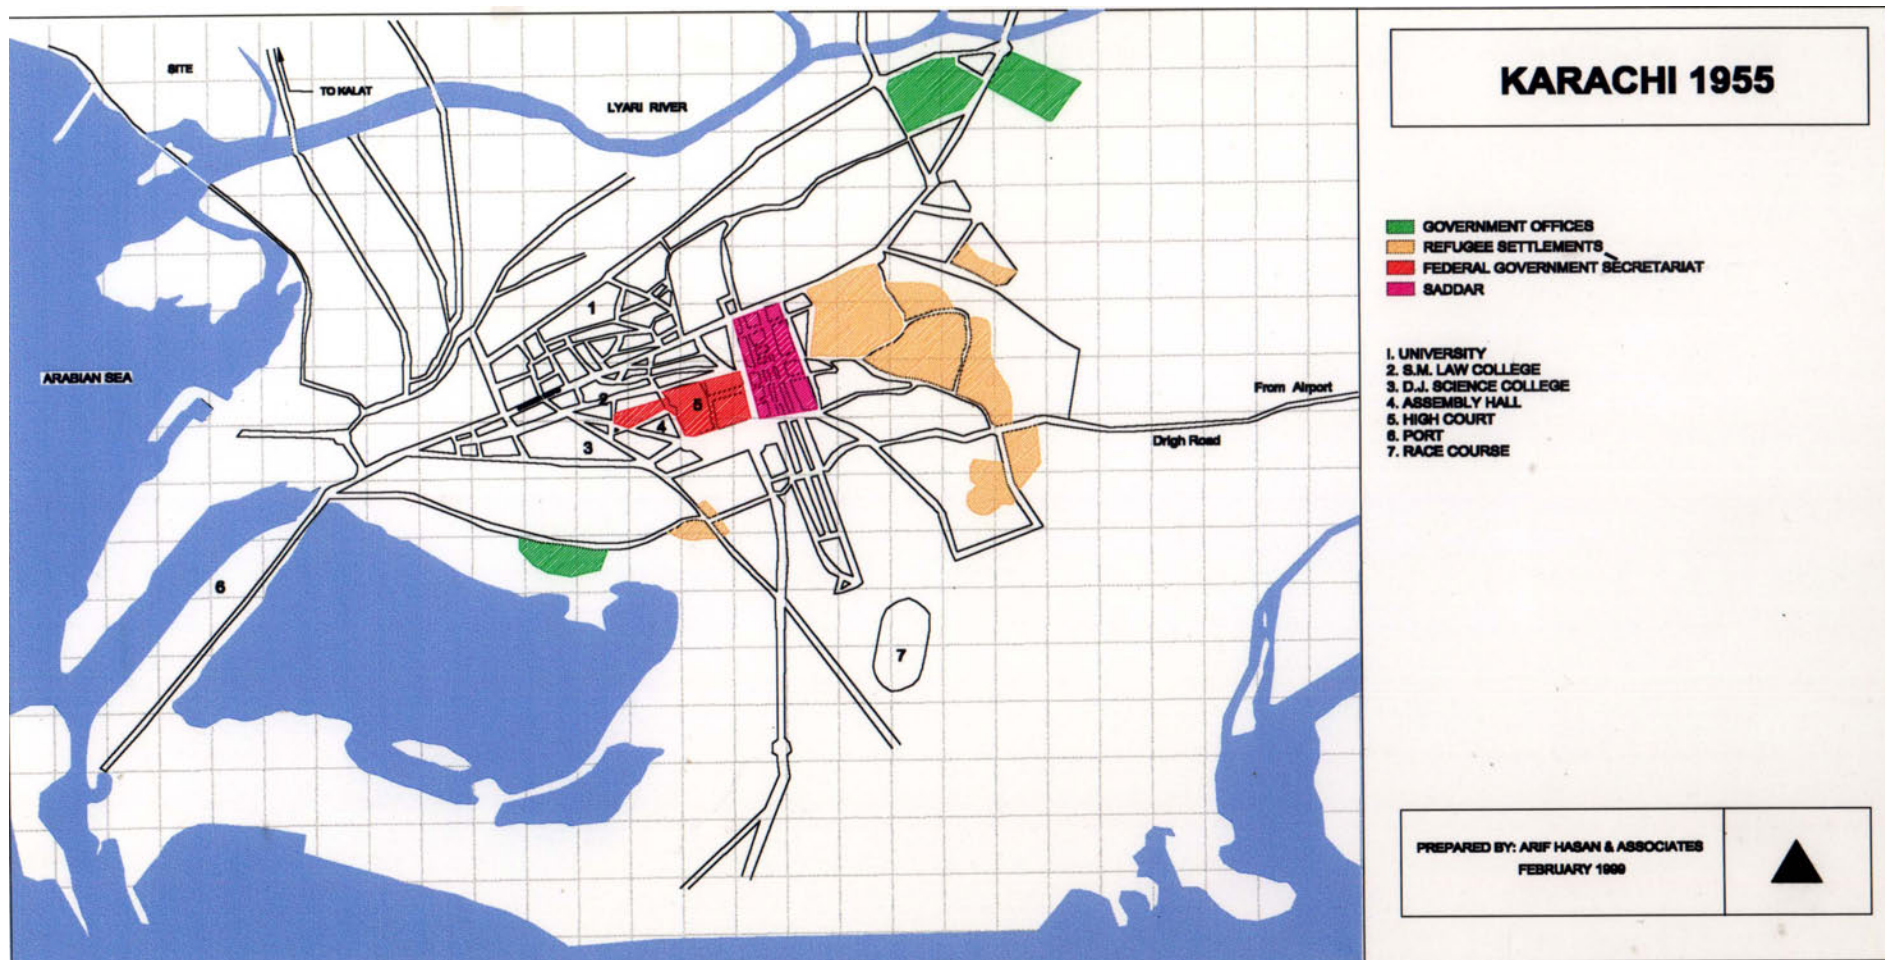 KARACHI 1955
SITE
TO KALAT
LYARI RIVER
ARABIAN SEA
1
2
3
4
5
6
7
From Airport
Drigh Road
GOVERNMENT OFFICES
REFUGEE SETTLEMENTS
FEDERAL GOVERNMENT SECRETARIAT
SADDAR
I. UNIVERSITY
2. S.M. LAW COLLEGE
3. D.J. SCIENCE COLLEGE
4. ASSEMBLY HALL
5. HIGH COURT
6. PORT
7. RACE COURSE
PREPARED BY: ARIF HASAN & ASSOCIATES
FEBRUARY 1999